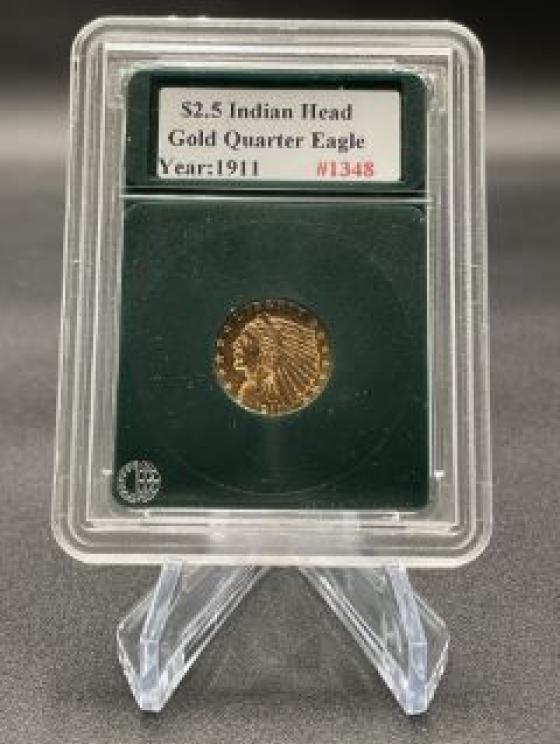 $2.5 Indian Head
Gold Quarter Eagle
Year:1911 #1348